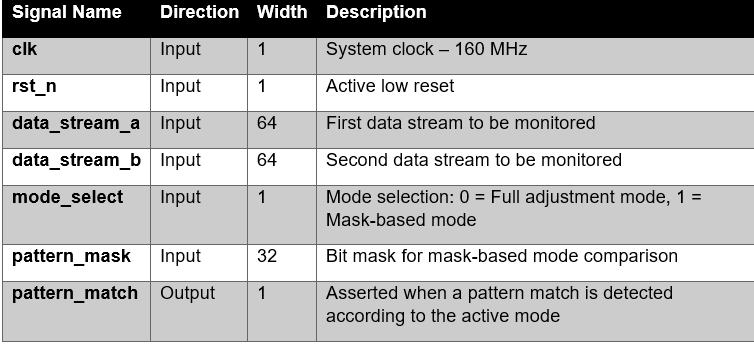 Signal Name Direction Width Description
clk Input 1 System clock – 160 MHz
rst_n Input 1 Active low reset
data_stream_a Input 64 First data stream to be monitored
data_stream_b Input 64 Second data stream to be monitored
mode_select Input 1 Mode selection: 0 = Full adjustment mode, 1 =
Mask-based mode
pattern_mask Input 32 Bit mask for mask-based mode comparison
pattern_match Output 1 Asserted when a pattern match is detected
according to the active mode